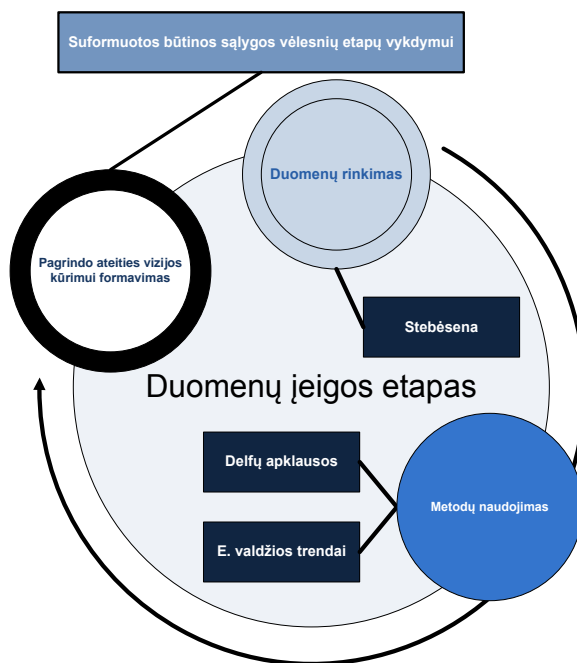 Suformuotos būtinos sąlygos vėlesnių etapų vykdymui
Duomenų rinkimas
Pagrindo ateities vizijos
kūrimui formavimas
Stebėsena
Duomenų įeigos etapas
Delfų apklausos
Metodų naudojimas
E. valdžios trendai